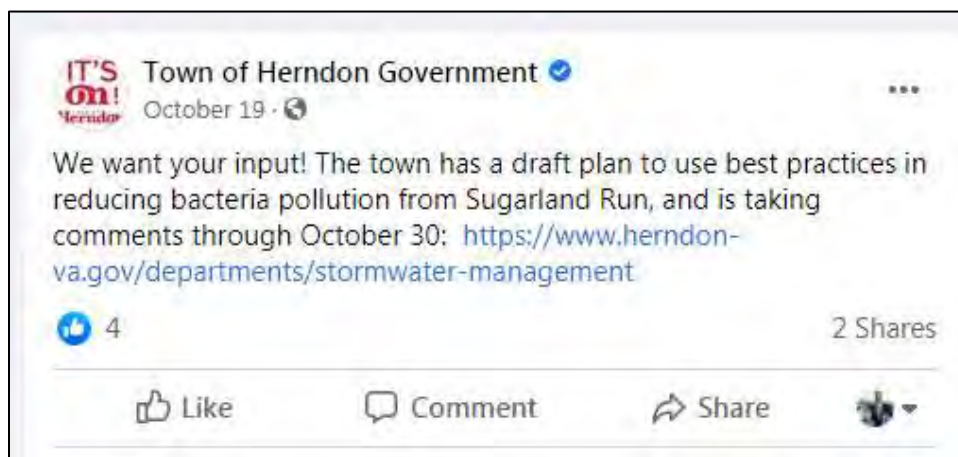 IT'S
on!
Herndon
Town of Herndon Government
October 19 ·
...
We want your input! The town has a draft plan to use best practices in
reducing bacteria pollution from Sugarland Run, and is taking
comments through October 30: https://www.herndon-
va.gov/departments/stormwater-management
4
2 Shares
Like
Comment
Share